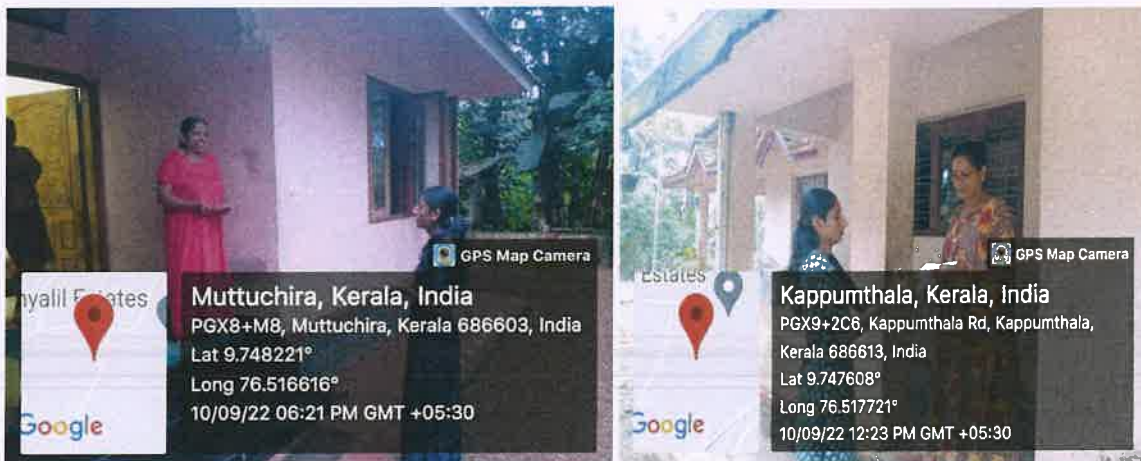 GPS Map Camera
Estates
Muttuchira, Kerala, India
PGX8+M8, Muttuchira, Kerala 686603, India
Lat 9.748221°
Long 76.516616°
10/09/22 06:21 PM GMT +05:30
Google
GPS Map Camera
Estates
Kappumthala, Kerala, India
PGX9+2C6, Kappumthala Rd, Kappumthala,
Kerala 686613, India
Lat 9.747608°
Long 76.517721°
10/09/22 12:23 PM GMT +05:30
Google